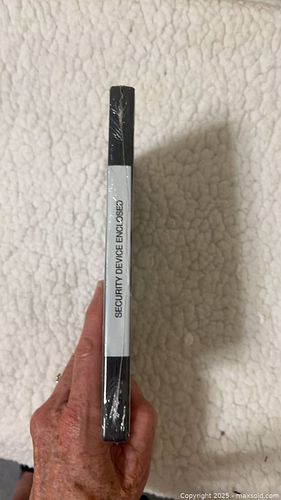 SECURITY DEVICE ENCLOSED
Copyright 2025 - maxsold.com